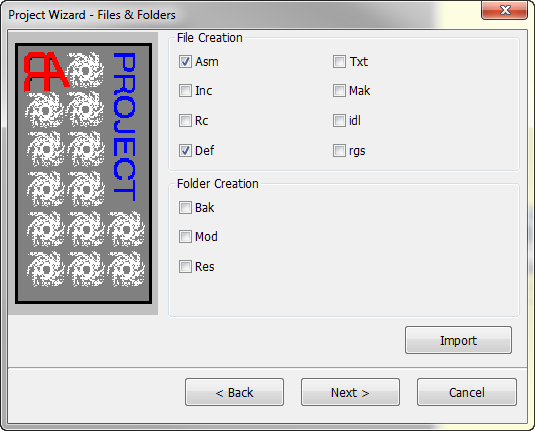 Project Wizard - Files & Folders
RA
PROJECT
File Creation
Asm
Txt
Inc
Mak
Rc
idl
Def
rgs
Folder Creation
Bak
Mod
Res
Import
< Back
Next >
Cancel